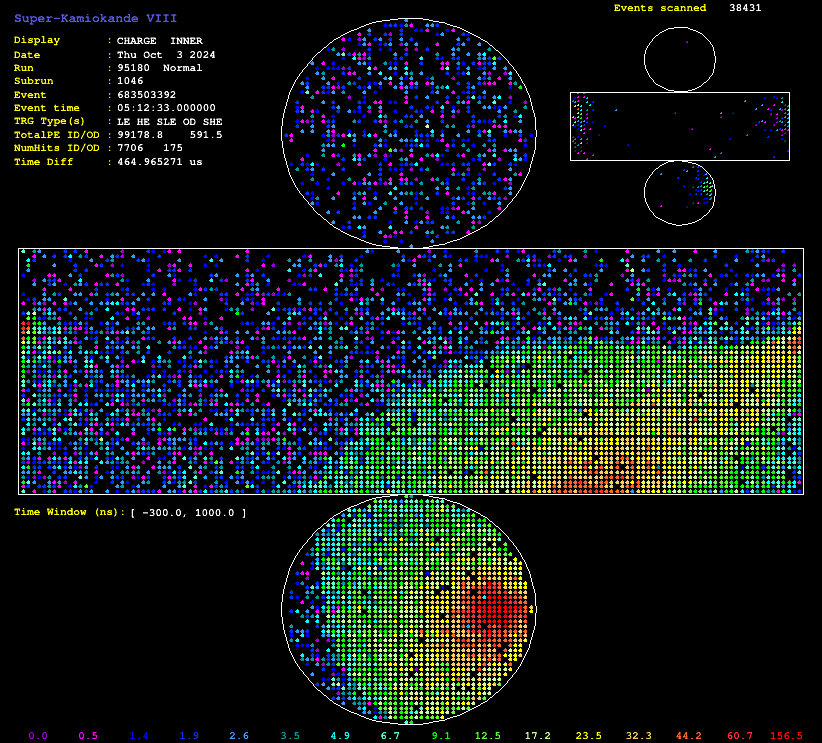 Super-Kamiokande VIII
Events scanned 38431
Display : CHARGE INNER
Date : Thu Oct 3 2024
Run : 95180 Normal
Subrun : 1046
Event : 683503392
Event time : 05:12:33.000000
TRG Type(s) : LE HE SLE OD SHE
TotalPE ID/OD : 99178.8 591.5
NumHits ID/OD : 7706 175
Time Diff : 464.965271 us
Time Window (ns): [ -300.0, 1000.0 ]
0.0 0.5 1.4 1.9 2.6 3.5 4.9 6.7 9.1 12.5 17.2 23.5 32.3 44.2 60.7 156.5